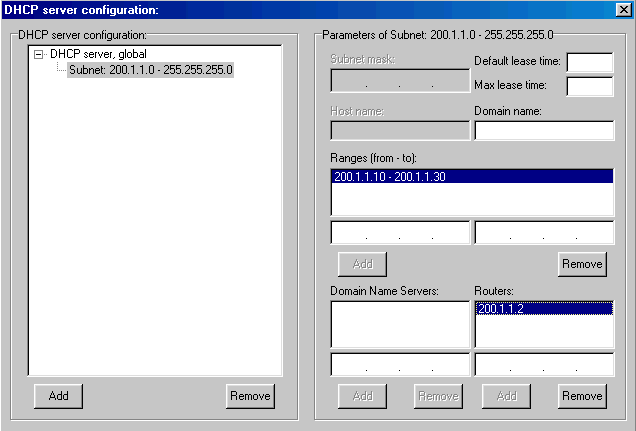 DHCP server configuration:
DHCP server configuration:
DHCP server, global
Subnet: 200.1.1.0 - 255.255.255.0
Add
Remove
Parameters of Subnet: 200.1.1.0 - 255.255.255.0
Subnet mask:
. . .
Default lease time:
Max lease time:
Host name:
Domain name:
Ranges (from - to):
200.1.1.10 - 200.1.1.30
. . . . . .
Add
Remove
Domain Name Servers:
Routers:
200.1.1.2
. . . . . .
Add
Remove
Add
Remove